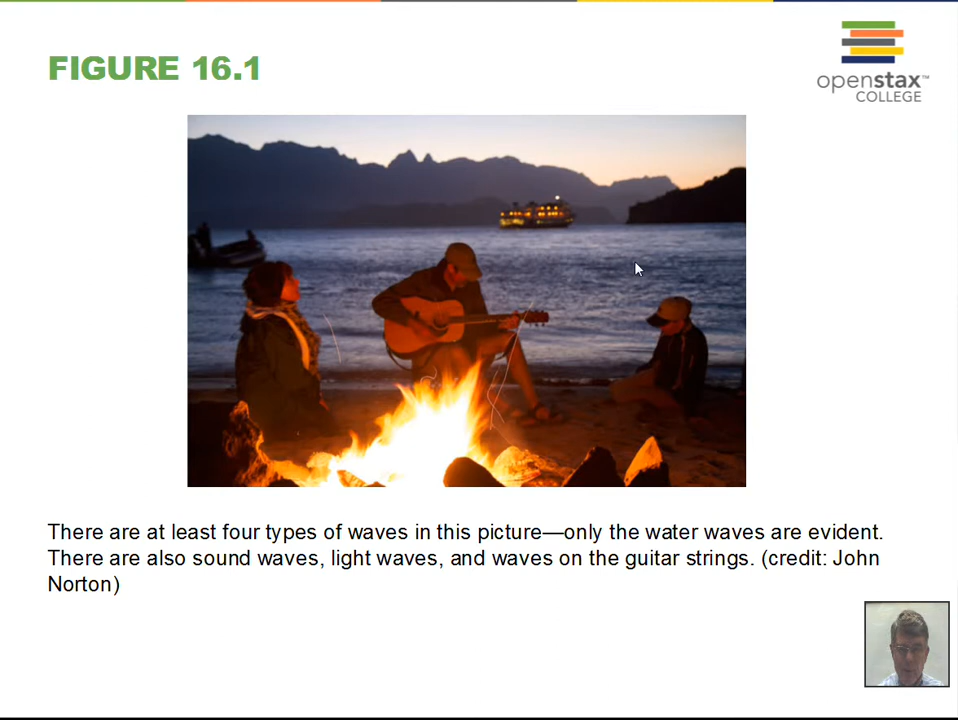 FIGURE 16.1
openstax™
COLLEGE
There are at least four types of waves in this picture—only the water waves are evident.
There are also sound waves, light waves, and waves on the guitar strings. (credit: John
Norton)